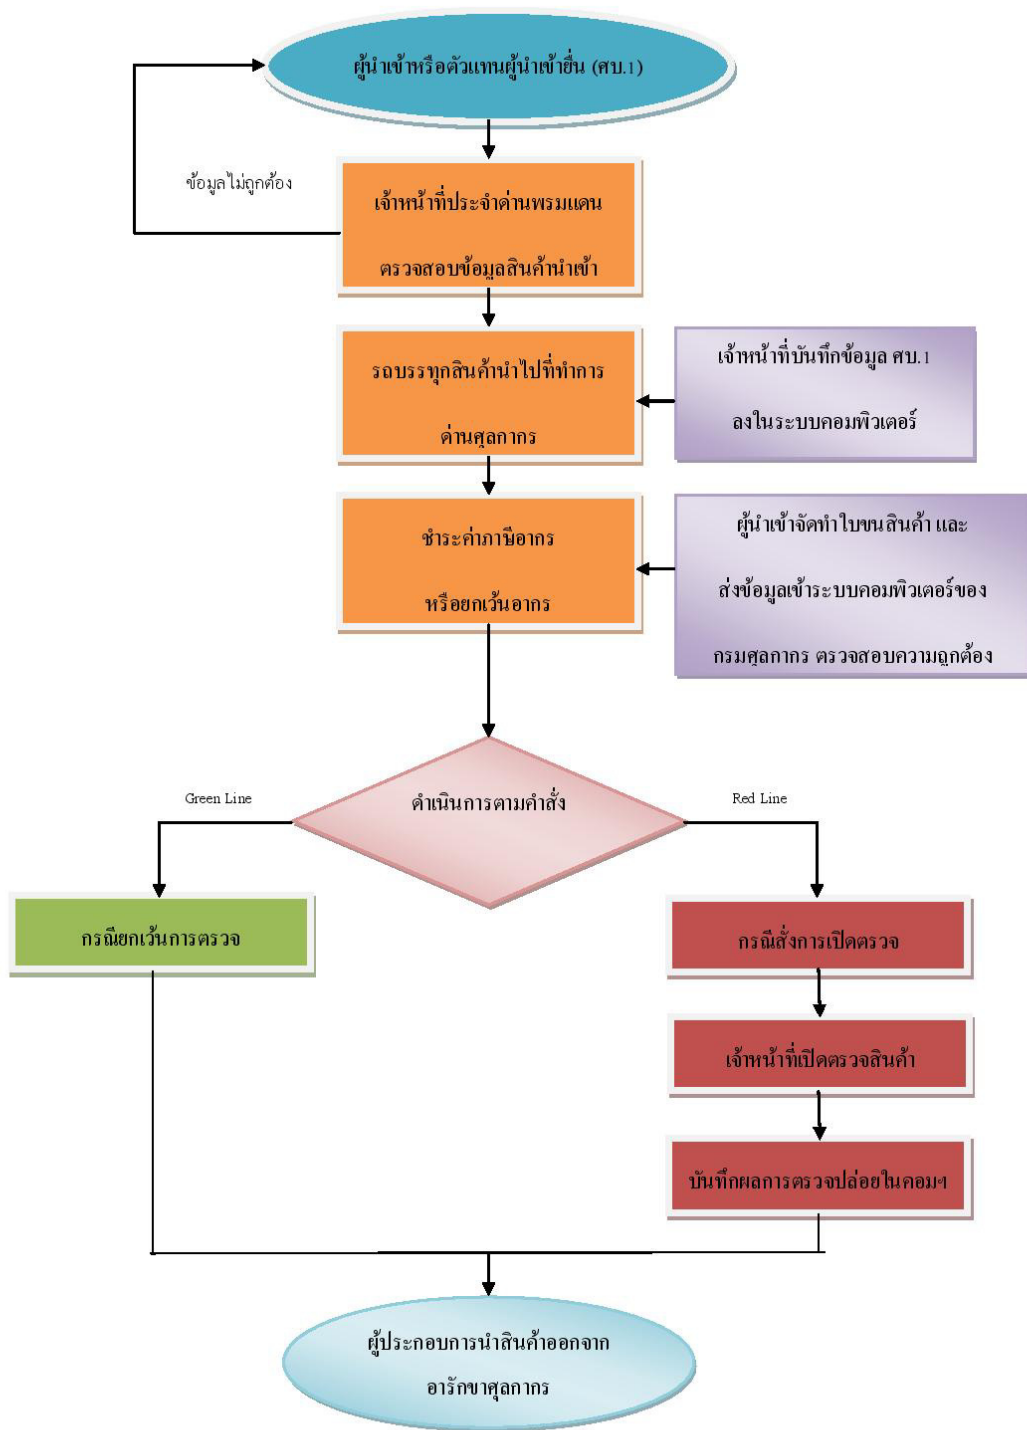 ผู้นำเข้าหรือตัวแทนผู้นำเข้ายื่น (ศบ.1)
ข้อมูลไม่ถูกต้อง
เจ้าหน้าที่ประจำด่านพรมแดน
ตรวจสอบข้อมูลสินค้านำเข้า
รถบรรทุกสินค้านำไปที่ทำการ
ด่านศุลกากร
เจ้าหน้าที่บันทึกข้อมูล ศบ.1
ลงในระบบคอมพิวเตอร์
ชำระค่าภาษีอากร
หรือยกเว้นอากร
ผู้นำเข้าจัดทำใบขนสินค้า และ
ส่งข้อมูลเข้าระบบคอมพิวเตอร์ของ
กรมศุลกากร ตรวจสอบความถูกต้อง
ดำเนินการตามคำสั่ง
Green Line
Red Line
กรณียกเว้นการตรวจ
กรณีสั่งการเปิดตรวจ
เจ้าหน้าที่เปิดตรวจสินค้า
บันทึกผลการตรวจปล่อยในคอมฯ
ผู้ประกอบการนำสินค้าออกจาก
อารักขาศุลกากร